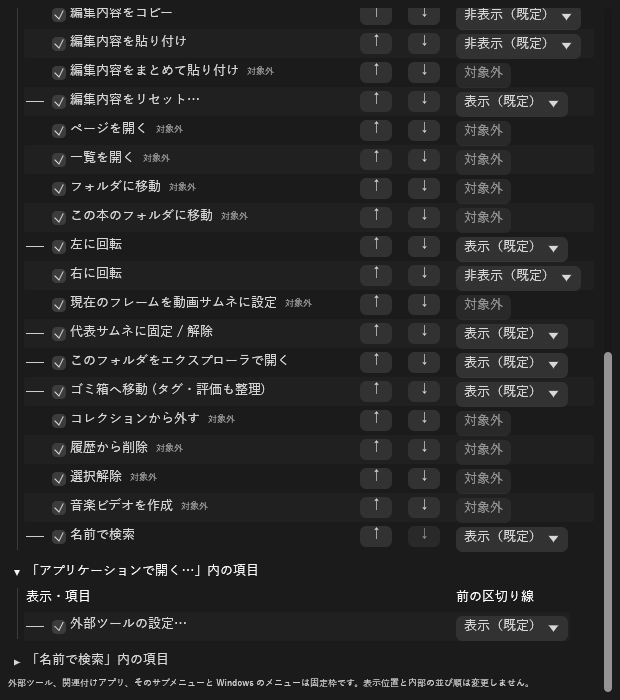 編集内容をコピー ↑ ↓ 非表示（既定） ▼
編集内容を貼り付け ↑ ↓ 非表示（既定） ▼
編集内容をまとめて貼り付け 対象外 ↑ ↓ 対象外
編集内容をリセット… ↑ ↓ 表示（既定） ▼
ページを開く 対象外 ↑ ↓ 対象外
一覧を開く 対象外 ↑ ↓ 対象外
フォルダに移動 対象外 ↑ ↓ 対象外
この本のフォルダに移動 対象外 ↑ ↓ 対象外
左に回転 ↑ ↓ 表示（既定） ▼
右に回転 ↑ ↓ 非表示（既定） ▼
現在のフレームを動画サムネに設定 対象外 ↑ ↓ 対象外
代表サムネに固定 / 解除 ↑ ↓ 表示（既定） ▼
このフォルダをエクスプローラで開く ↑ ↓ 表示（既定） ▼
ゴミ箱へ移動 (タグ・評価も整理) ↑ ↓ 表示（既定） ▼
コレクションから外す 対象外 ↑ ↓ 対象外
履歴から削除 対象外 ↑ ↓ 対象外
選択解除 対象外 ↑ ↓ 対象外
音楽ビデオを作成 対象外 ↑ ↓ 対象外
名前で検索 ↑ ↓ 表示（既定） ▼
▼ 「アプリケーションで開く…」内の項目
表示・項目 前の区切り線
外部ツールの設定… 表示（既定） ▼
▶ 「名前で検索」内の項目
外部ツール、関連付けアプリ、そのサブメニューと Windows のメニューは固定枠です。表示位置と内部の並び順は変更しません。